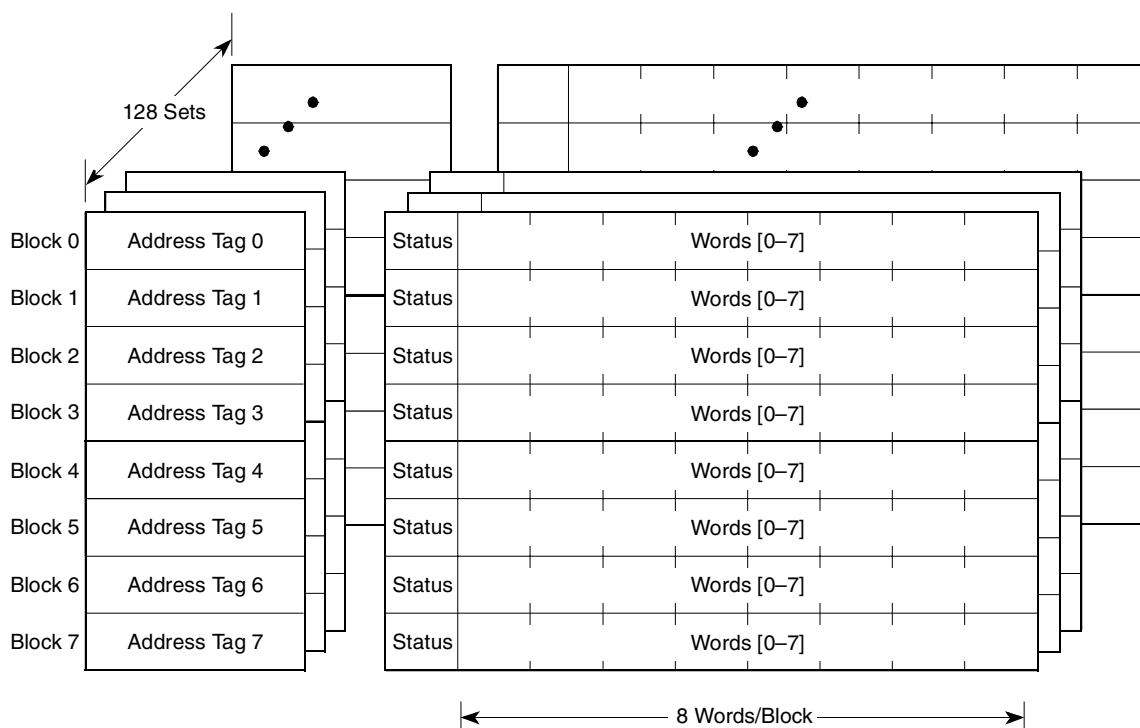 128 Sets
Block 0 Address Tag 0 Status Words [0–7]
Block 1 Address Tag 1 Status Words [0–7]
Block 2 Address Tag 2 Status Words [0–7]
Block 3 Address Tag 3 Status Words [0–7]
Block 4 Address Tag 4 Status Words [0–7]
Block 5 Address Tag 5 Status Words [0–7]
Block 6 Address Tag 6 Status Words [0–7]
Block 7 Address Tag 7 Status Words [0–7]
8 Words/Block